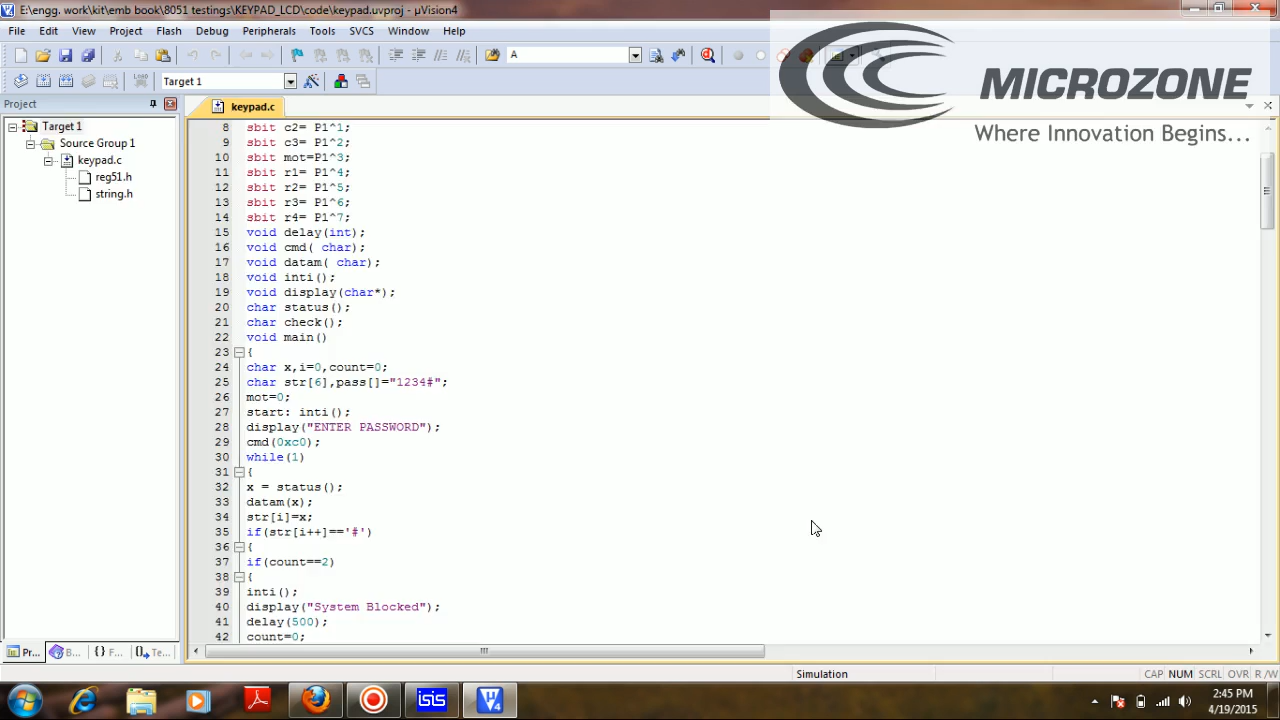 E:\engg. work\kit\emb book\8051 testings\KEYPAD_LCD\code\keypad.uvproj - µVision4
File Edit View Project Flash Debug Peripherals Tools SVCS Window Help
A
Target 1
MICROZONE
Where Innovation Begins...
Project
keypad.c
Target 1
Source Group 1
keypad.c
reg51.h
string.h
8 sbit c2= P1^1;
9 sbit c3= P1^2;
10 sbit mot=P1^3;
11 sbit r1= P1^4;
12 sbit r2= P1^5;
13 sbit r3= P1^6;
14 sbit r4= P1^7;
15 void delay(int);
16 void cmd( char);
17 void datam( char);
18 void inti();
19 void display(char*);
20 char status();
21 char check();
22 void main()
23 {
24 char x,i=0,count=0;
25 char str[6],pass[]="1234#";
26 mot=0;
27 start: inti();
28 display("ENTER PASSWORD");
29 cmd(0xc0);
30 while(1)
31 {
32 x = status();
33 datam(x);
34 str[i]=x;
35 if(str[i++]=='#')
36 {
37 if(count==2)
38 {
39 inti();
40 display("System Blocked");
41 delay(500);
42 count=0;
Pr... B... {} F... Te...
Simulation
CAP NUM SCRL OVR R/W
isis
2:45 PM
4/19/2015